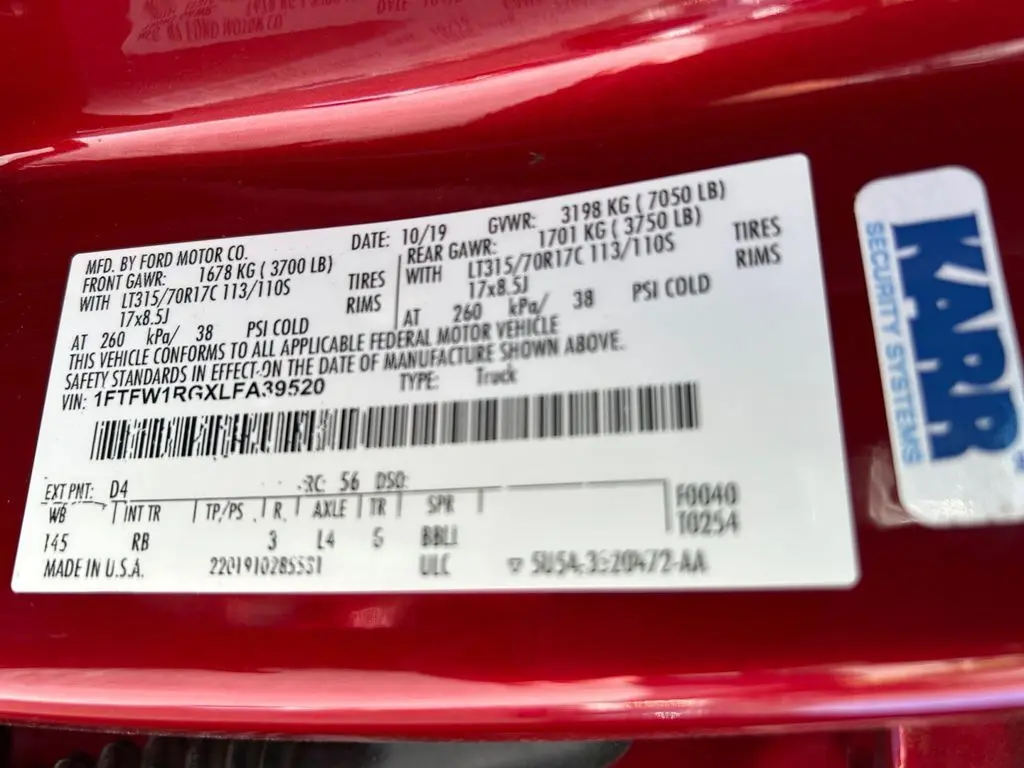 MFD. BY FORD MOTOR CO.
DATE: 10/19
GVWR: 3198 KG ( 7050 LB)
FRONT GAWR: 1678 KG ( 3700 LB)
WITH LT315/70R17C 113/110S TIRES
17x8.5J RIMS
AT 260 kPa/ 38 PSI COLD
REAR GAWR: 1701 KG ( 3750 LB)
WITH LT315/70R17C 113/110S TIRES
17x8.5J RIMS
AT 260 kPa/ 38 PSI COLD
THIS VEHICLE CONFORMS TO ALL APPLICABLE FEDERAL MOTOR VEHICLE
SAFETY STANDARDS IN EFFECT ON THE DATE OF MANUFACTURE SHOWN ABOVE.
VIN: 1FTFW1RGXLFA39520
TYPE: Truck
EXT PNT: D4 RC: 56 DSO:
WB INT TR TP/PS R AXLE TR SPR
145 RB 3 L4 5
F0040
T0254
MADE IN U.S.A. ULC
KARR
SECURITY SYSTEMS